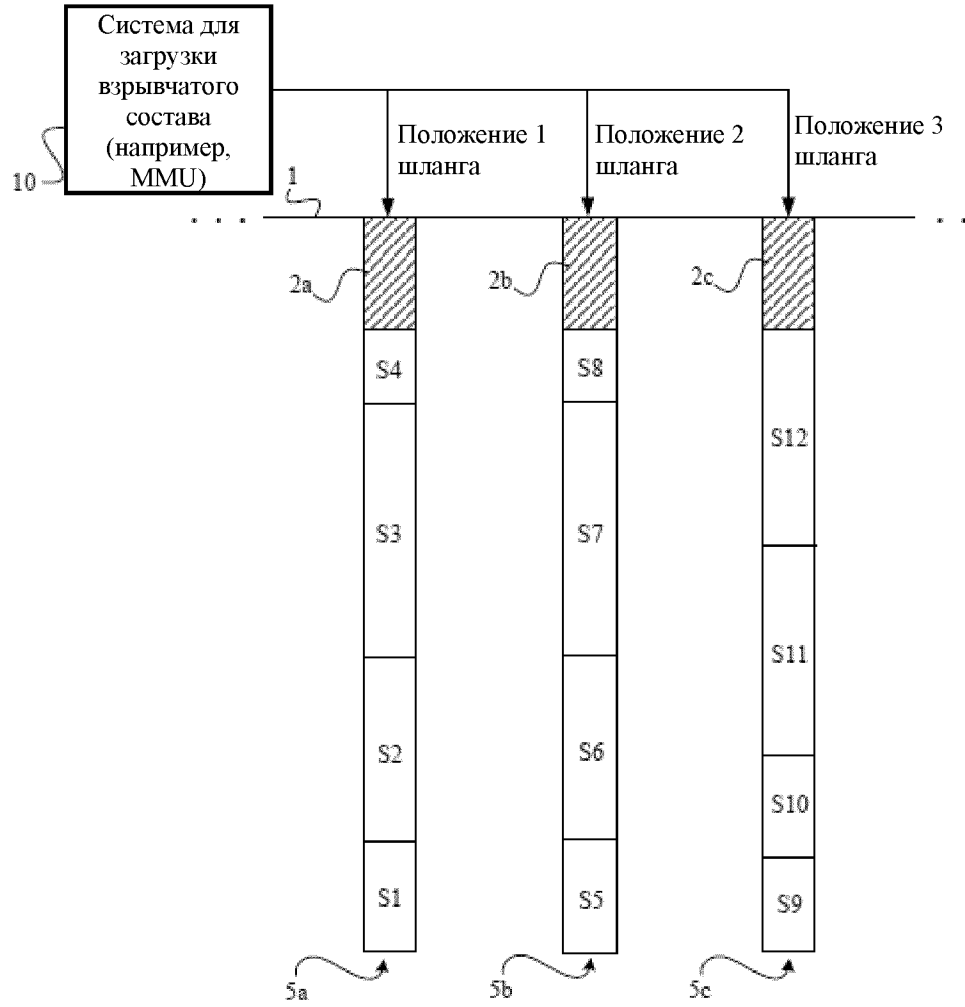 Система для
загрузки
взрывчатого
состава
(например,
MMU)
10
Положение 1
шланга
Положение 2
шланга
Положение 3
шланга
1
. . .
. . .
2a
2b
2c
S4
S8
S12
S3
S7
S11
S2
S6
S10
S1
S5
S9
5a
5b
5c